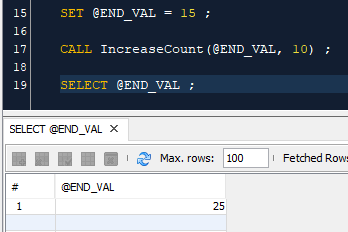 15 SET @END_VAL = 15 ;
16
17 CALL IncreaseCount(@END_VAL, 10) ;
18
19 SELECT @END_VAL ;
SELECT @END_VAL ×
Max. rows: 100 Fetched Rows
# @END_VAL
1 25